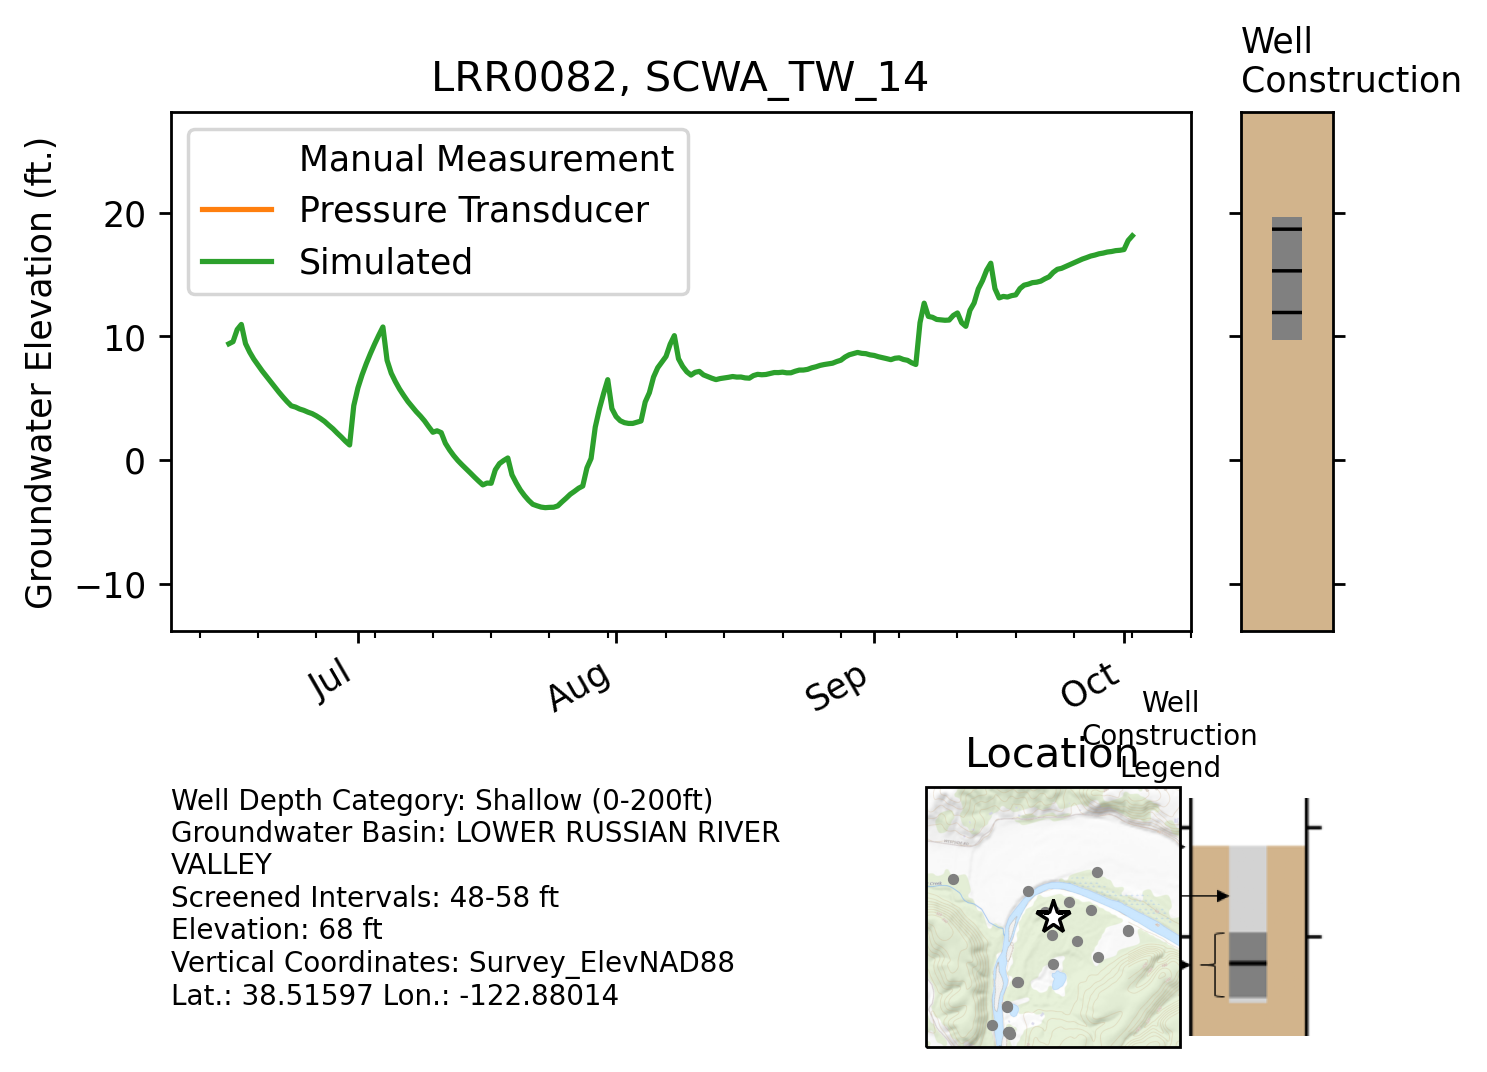 Well
Construction
LRR0082, SCWA_TW_14
Groundwater Elevation (ft.)
Manual Measurement
Pressure Transducer
Simulated
20
10
0
−10
Jul
Aug
Sep
Oct
Well
Construction
Legend
Location
Well Depth Category: Shallow (0-200ft)
Groundwater Basin: LOWER RUSSIAN RIVER
VALLEY
Screened Intervals: 48-58 ft
Elevation: 68 ft
Vertical Coordinates: Survey_ElevNAD88
Lat.: 38.51597 Lon.: -122.88014